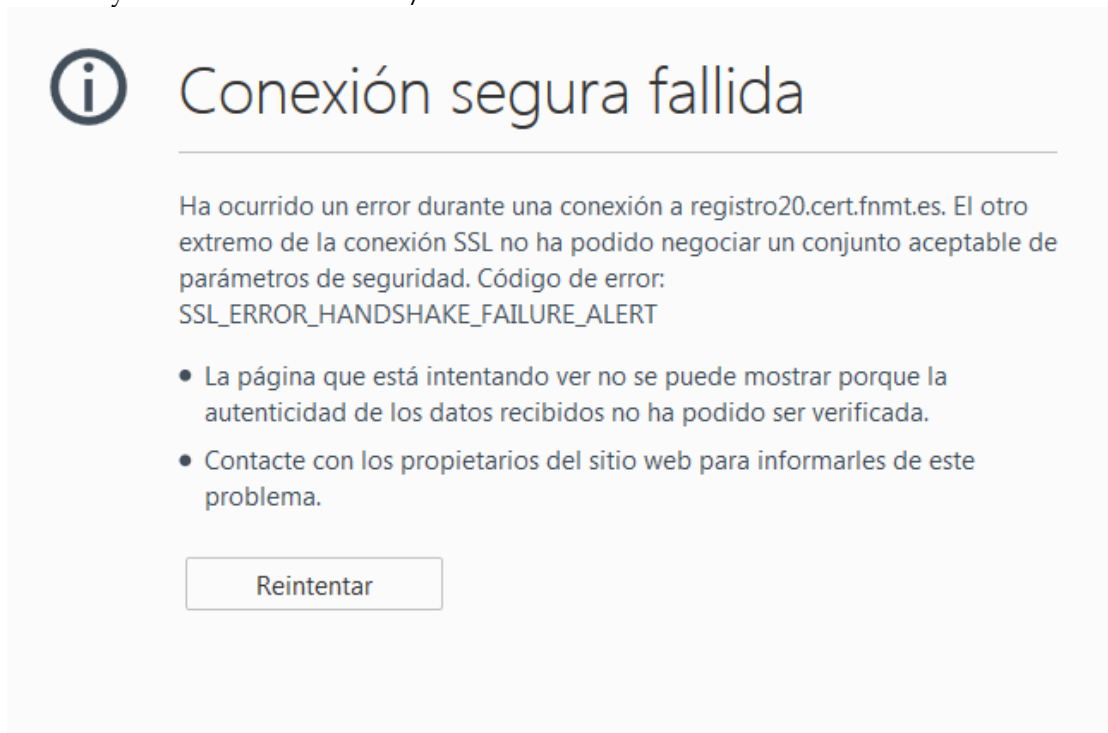 Conexión segura fallida
Ha ocurrido un error durante una conexión a registro20.cert.fnmt.es. El otro
extremo de la conexión SSL no ha podido negociar un conjunto aceptable de
parámetros de seguridad. Código de error:
SSL_ERROR_HANDSHAKE_FAILURE_ALERT
• La página que está intentando ver no se puede mostrar porque la
autenticidad de los datos recibidos no ha podido ser verificada.
• Contacte con los propietarios del sitio web para informarles de este
problema.
Reintentar